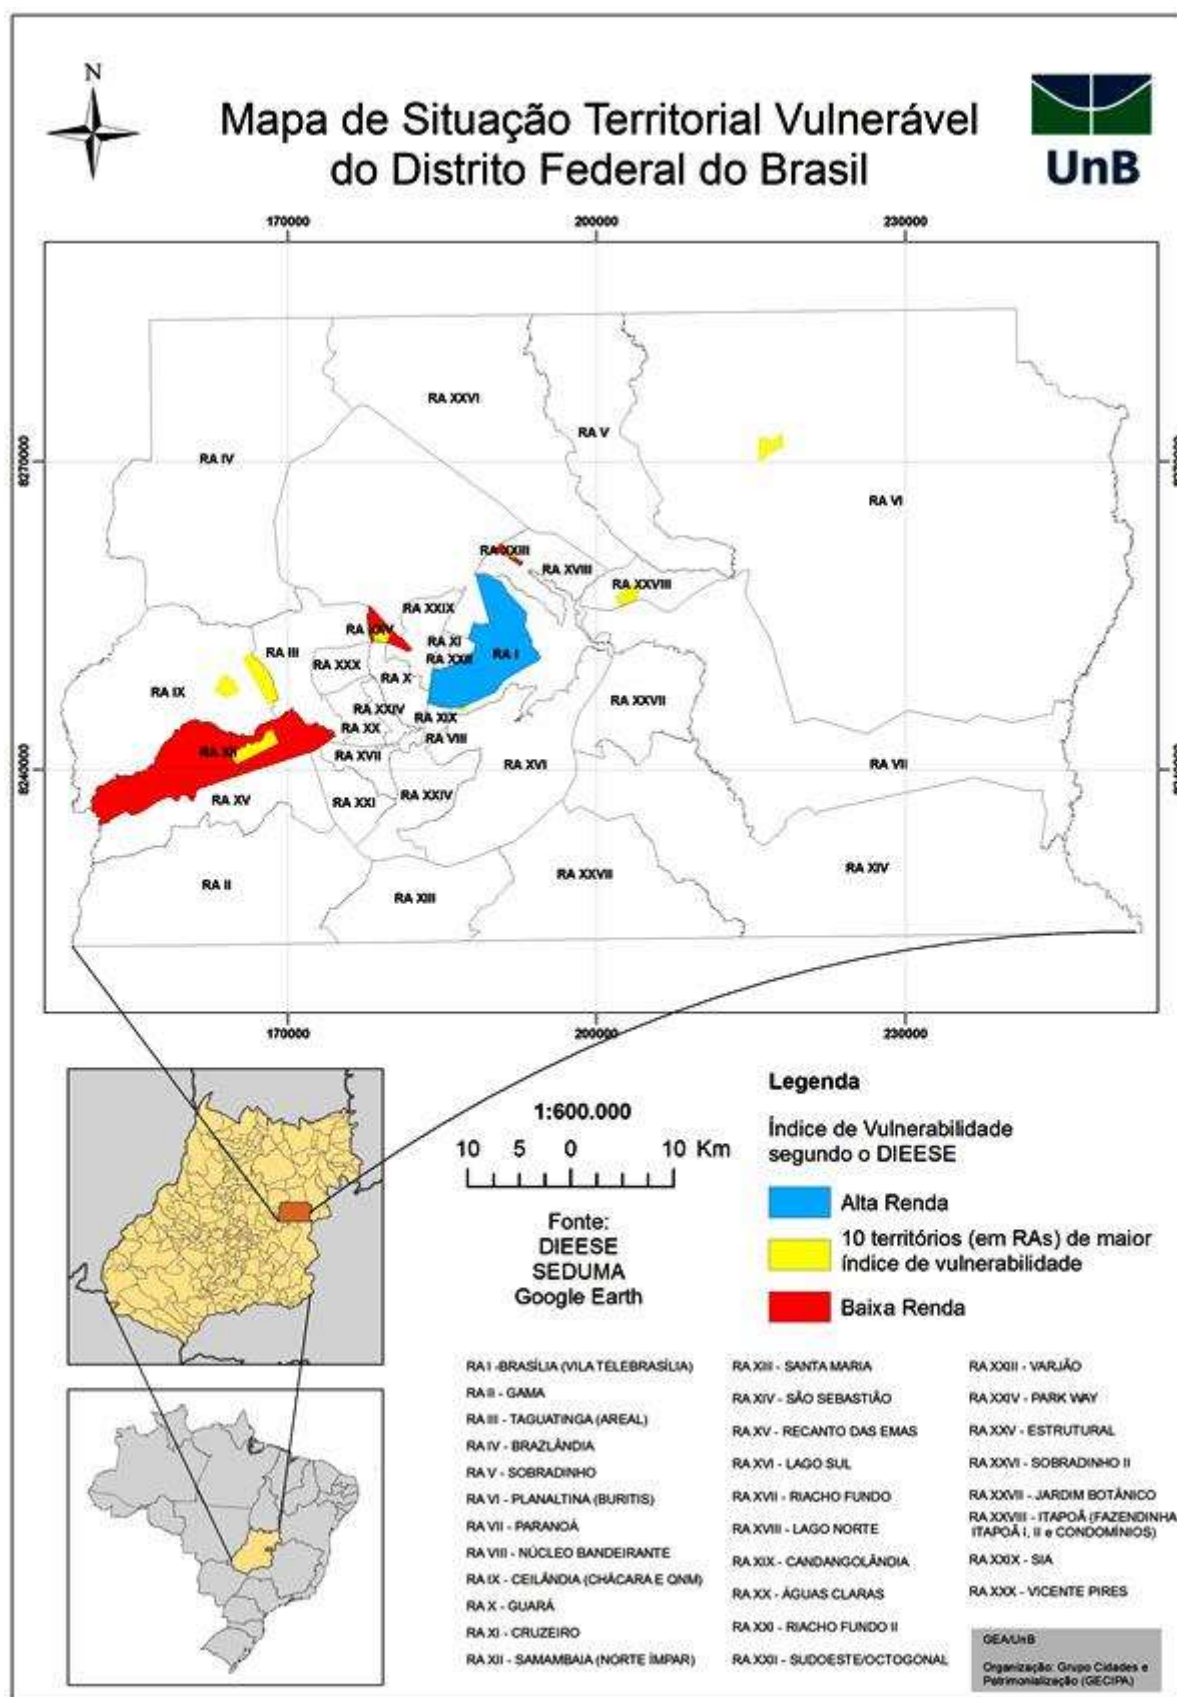 N
Mapa de Situação Territorial Vulnerável
do Distrito Federal do Brasil
UnB
170000 200000 230000
8270000
8240000
RA XXVI
RA V
RA IV
RA VI
RA XXIII
RA XVIII
RA XXVIII
RA XXIX
RA XXV
RA XI
RA III
RA XXII
RA I
RA XXX
RA X
RA IX
RA XXVII
RA XXIV
RA XIX
RA XX
RA VIII
RA XII
RA XVII
RA XVI
RA VII
RA XV
RA XXI
RA XXIV
RA XIV
RA XXVII
RA II
RA XIII
170000 200000 230000
1:600.000
10 5 0 10 Km
Fonte:
DIEESE
SEDUMA
Google Earth
Legenda
Índice de Vulnerabilidade
segundo o DIEESE
Alta Renda
10 territórios (em RAs) de maior
índice de vulnerabilidade
Baixa Renda
RA I -BRASÍLIA (VILA TELEBRASÍLIA)
RA II - GAMA
RA III - TAGUATINGA (AREAL)
RA IV - BRAZLÂNDIA
RA V - SOBRADINHO
RA VI - PLANALTINA (BURITIS)
RA VII - PARANOÁ
RA VIII - NÚCLEO BANDEIRANTE
RA IX - CEILÂNDIA (CHÁCARA E QNM)
RA X - GUARÁ
RA XI - CRUZEIRO
RA XII - SAMAMBAIA (NORTE ÍMPAR)
RA XIII - SANTA MARIA
RA XIV - SÃO SEBASTIÃO
RA XV - RECANTO DAS EMAS
RA XVI - LAGO SUL
RA XVII - RIACHO FUNDO
RA XVIII - LAGO NORTE
RA XIX - CANDANGOLÂNDIA
RA XX - ÁGUAS CLARAS
RA XXI - RIACHO FUNDO II
RA XXII - SUDOESTE/OCTOGONAL
RA XXIII - VARJÃO
RA XXIV - PARK WAY
RA XXV - ESTRUTURAL
RA XXVI - SOBRADINHO II
RA XXVII - JARDIM BOTÂNICO
RA XXVIII - ITAPOÃ (FAZENDINHA
ITAPOÃ I, II e CONDOMÍNIOS)
RA XXIX - SIA
RA XXX - VICENTE PIRES
GEA/UnB
Organização: Grupo Cidades e
Patrimonialização (GECIPA)